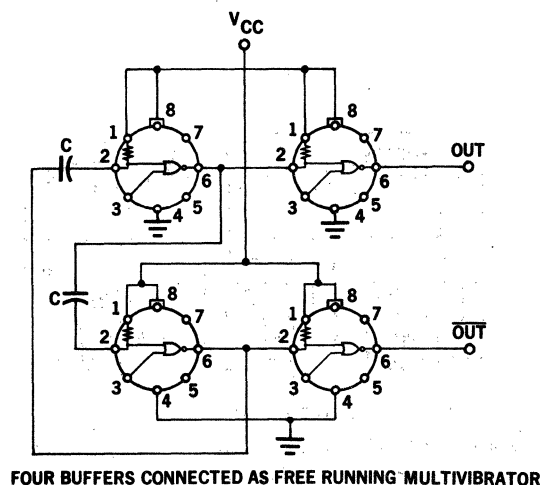 VCC
8 8
1 7 1 7
C 2 6 2 6 OUT
3 5 3 5
4 4
C 8 8
1 7 1 7
2 6 2 6 OUT
3 5 3 5
4 4
FOUR BUFFERS CONNECTED AS FREE RUNNING MULTIVIBRATOR